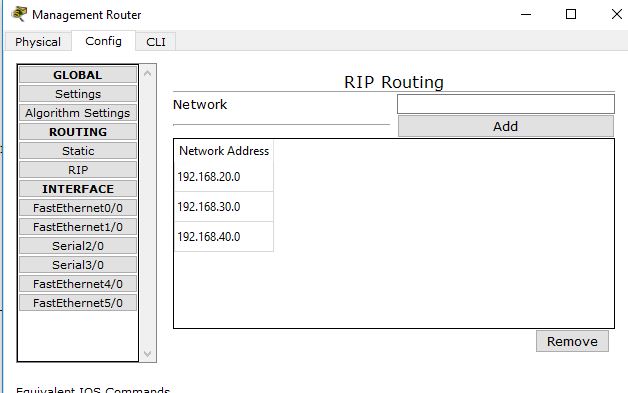 Management Router
Physical
Config
CLI
GLOBAL
Settings
Algorithm Settings
ROUTING
Static
RIP
INTERFACE
FastEthernet0/0
FastEthernet1/0
Serial2/0
Serial3/0
FastEthernet4/0
FastEthernet5/0
RIP Routing
Network
Add
Network Address
192.168.20.0
192.168.30.0
192.168.40.0
Remove
Equivalent IOS Commands